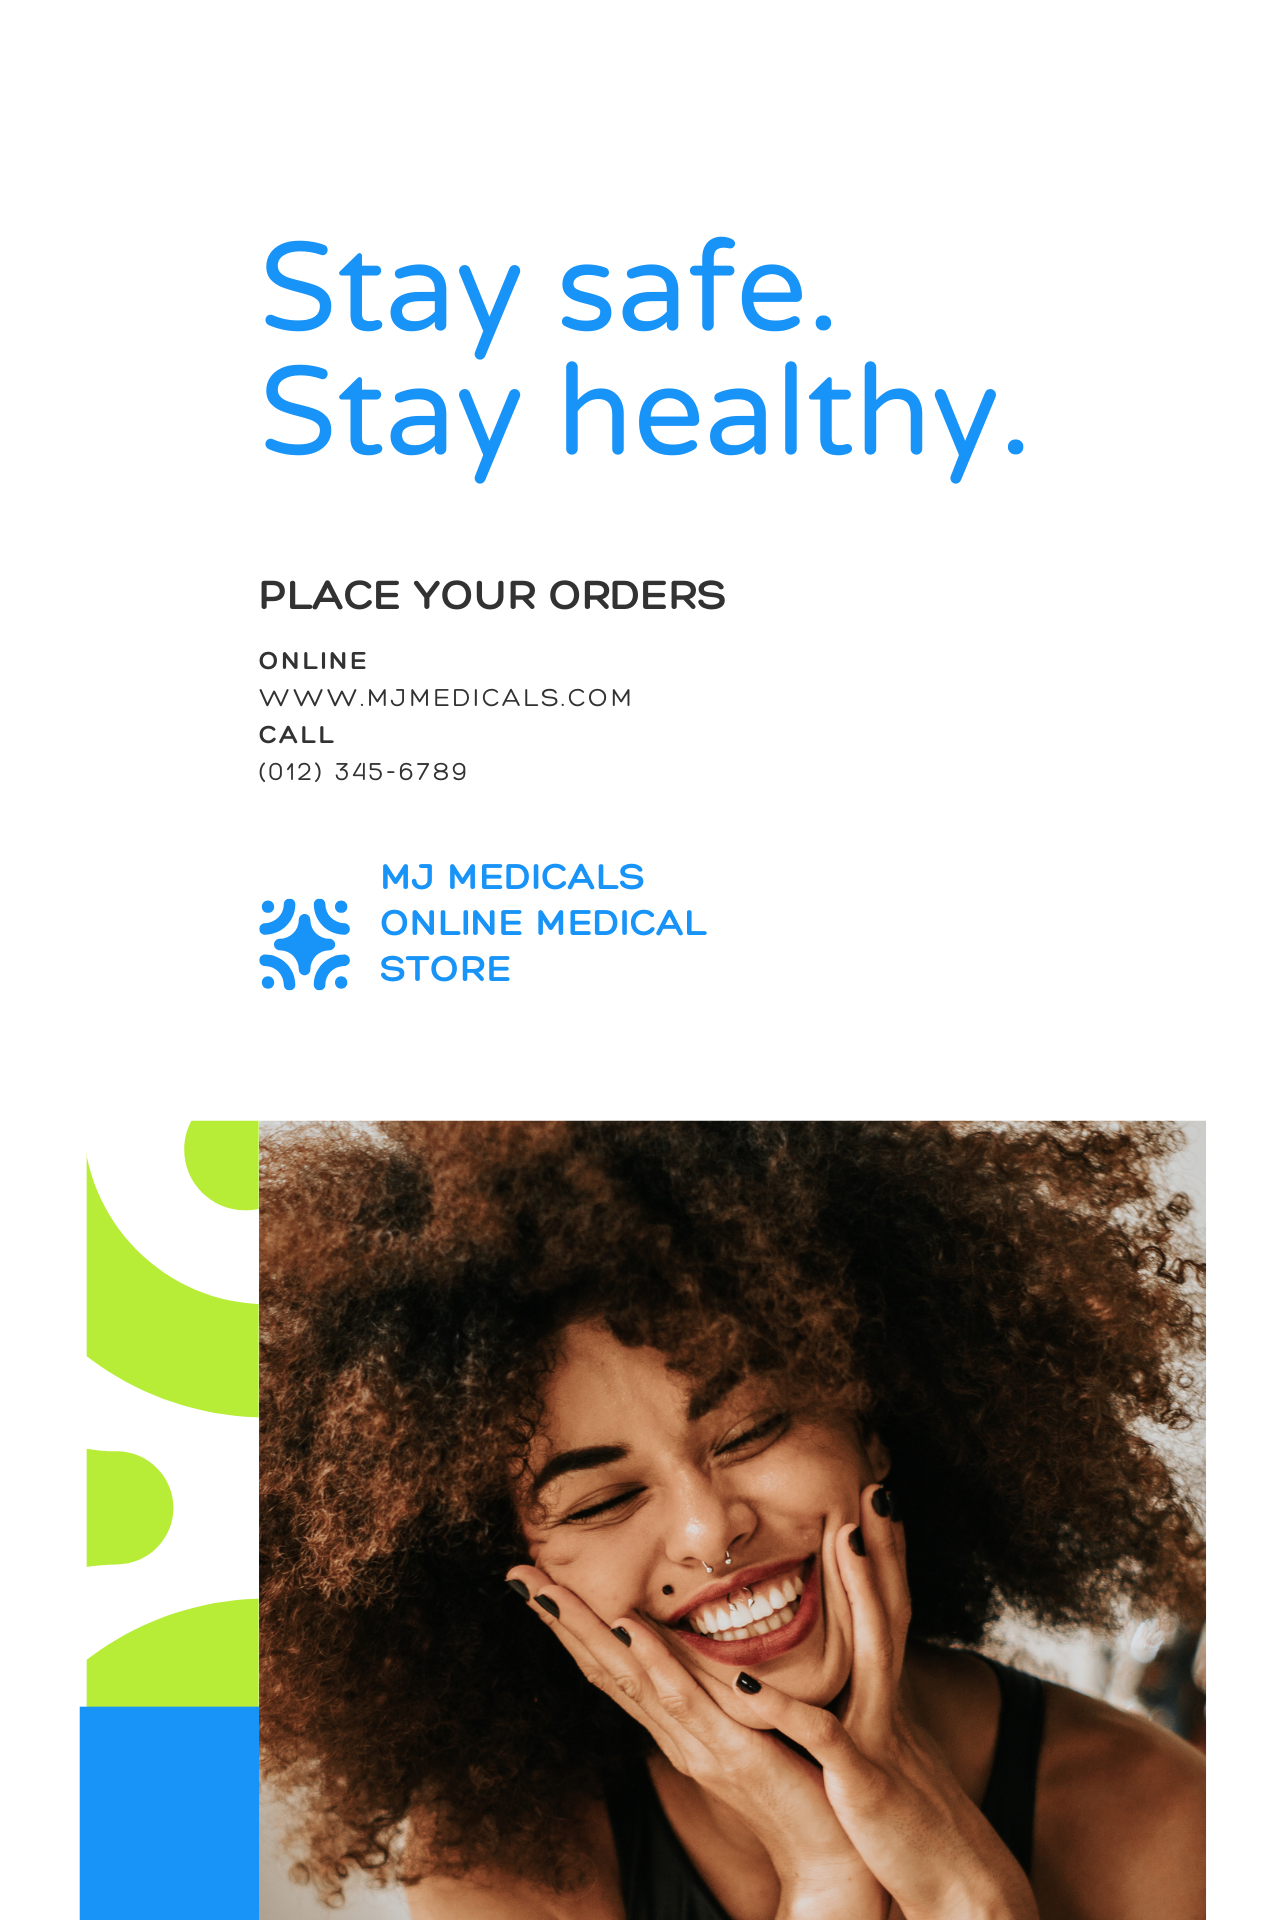 Stay safe.
Stay healthy.
PLACE YOUR ORDERS
ONLINE
WWW.MJMEDICALS.COM
CALL
(012) 345-6789
MJ MEDICALS
ONLINE MEDICAL
STORE